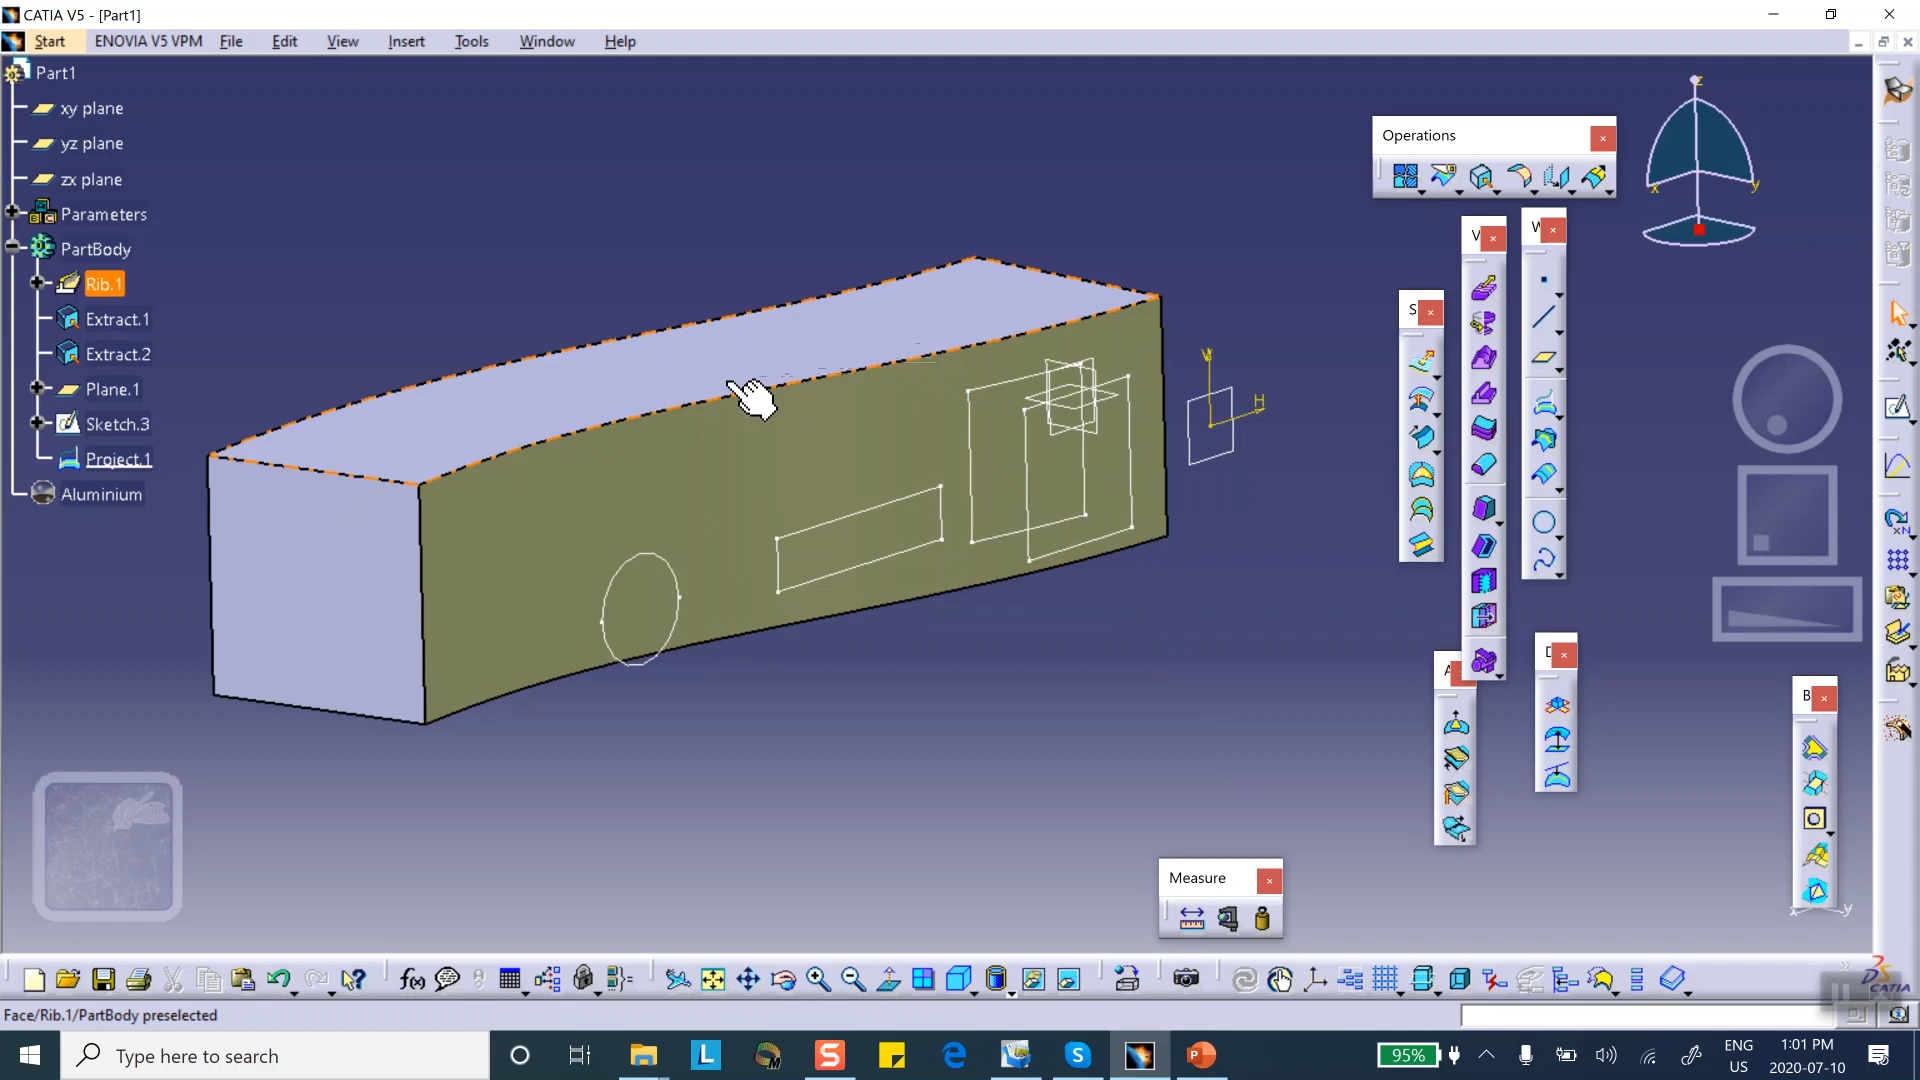 CATIA V5 - [Part1]
Start ENOVIA V5 VPM File Edit View Insert Tools Window Help
Part1
xy plane
yz plane
zx plane
Parameters
PartBody
Rib.1
Extract.1
Extract.2
Plane.1
Sketch.3
Project.1
Aluminium
Operations
z
x
y
V
H
S
V
W
A
D
B
x y
Measure
f(x)
CATIA
Face/Rib.1/PartBody preselected
Type here to search
L
S
95%
ENG
US
1:01 PM
2020-07-10